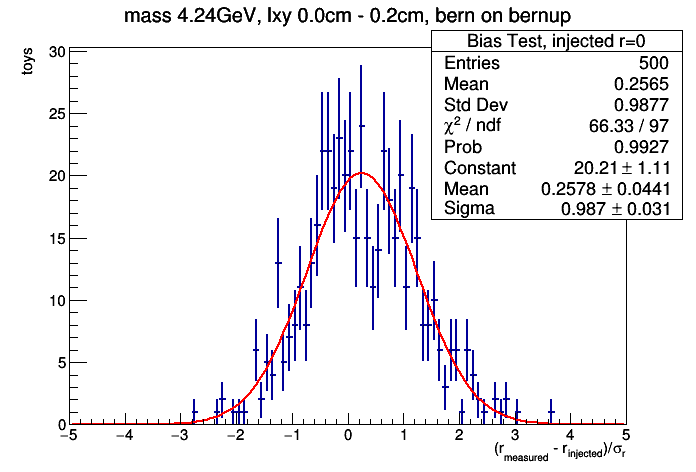 mass 4.24GeV, lxy 0.0cm - 0.2cm, bern on bernup
Bias Test, injected r=0
Entries 500
Mean 0.2565
Std Dev 0.9877
χ² / ndf 66.33 / 97
Prob 0.9927
Constant 20.21 ± 1.11
Mean 0.2578 ± 0.0441
Sigma 0.987 ± 0.031
toys
30
25
20
15
10
5
0
−5 −4 −3 −2 −1 0 1 2 3 4 5
(r_measured - r_injected)/σ_r